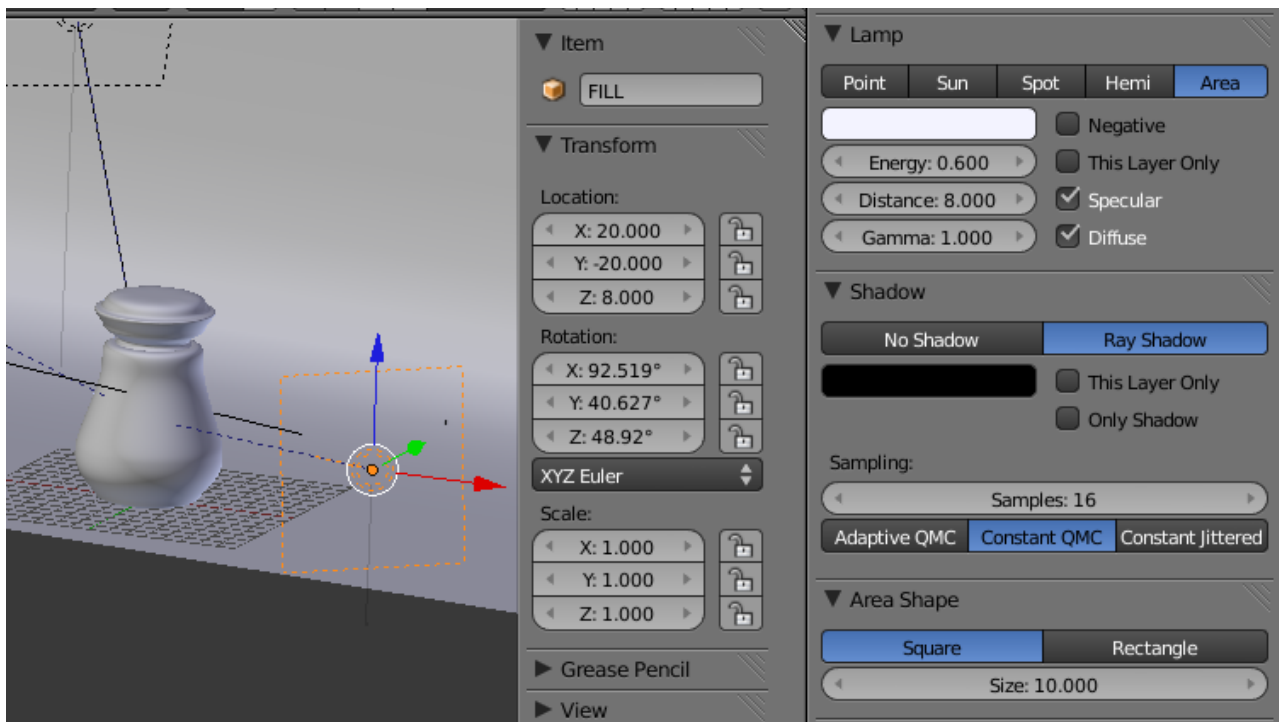 Item
FILL
Transform
Location:
X: 20.000
Y: -20.000
Z: 8.000
Rotation:
X: 92.519°
Y: 40.627°
Z: 48.92°
XYZ Euler
Scale:
X: 1.000
Y: 1.000
Z: 1.000
Grease Pencil
View
Lamp
Point Sun Spot Hemi Area
Negative
Energy: 0.600 This Layer Only
Distance: 8.000 Specular
Gamma: 1.000 Diffuse
Shadow
No Shadow Ray Shadow
This Layer Only
Only Shadow
Sampling:
Samples: 16
Adaptive QMC Constant QMC Constant Jittered
Area Shape
Square Rectangle
Size: 10.000